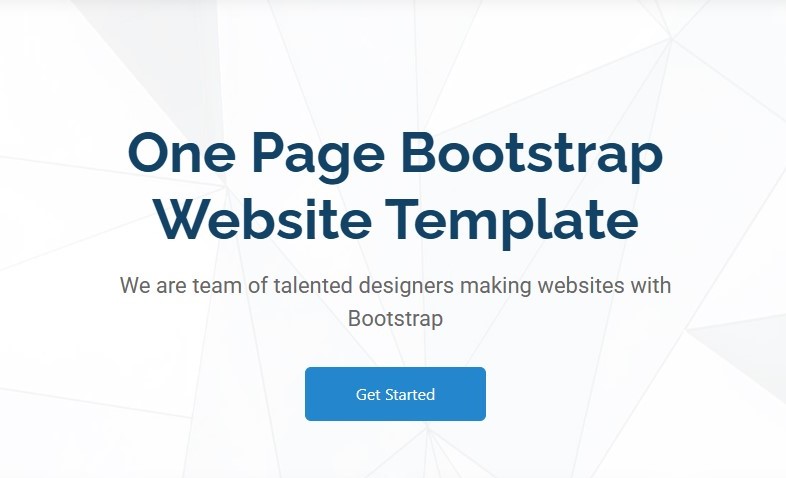 One Page Bootstrap
Website Template
We are team of talented designers making websites with
Bootstrap
Get Started